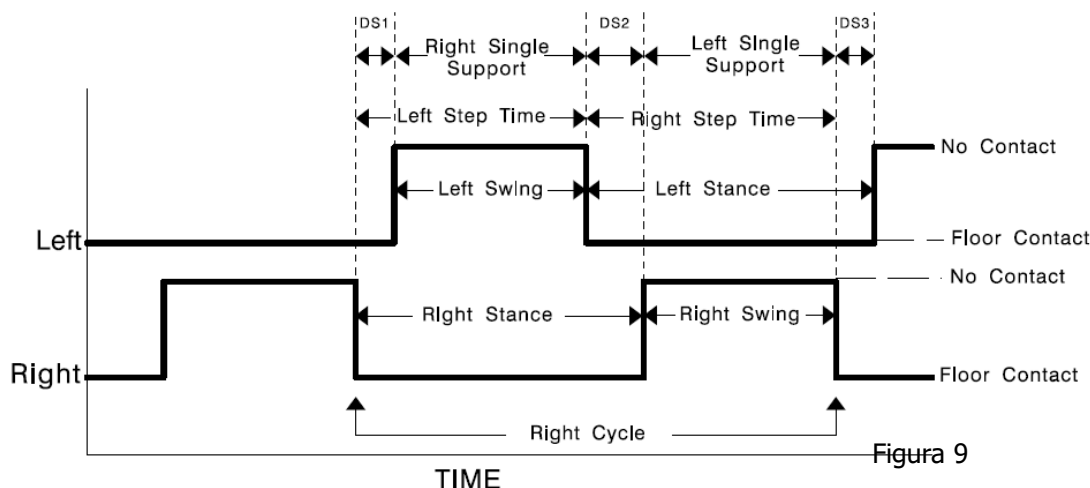 DS1 DS2 DS3
Right Single
Support
Left SIngle
Support
Left Step Time Right Step Time
No Contact
Left SwIng Left Stance
Left Floor Contact
No Contact
RIght Stance Right Swing
Right Floor Contact
Right Cycle
Figura 9
TIME